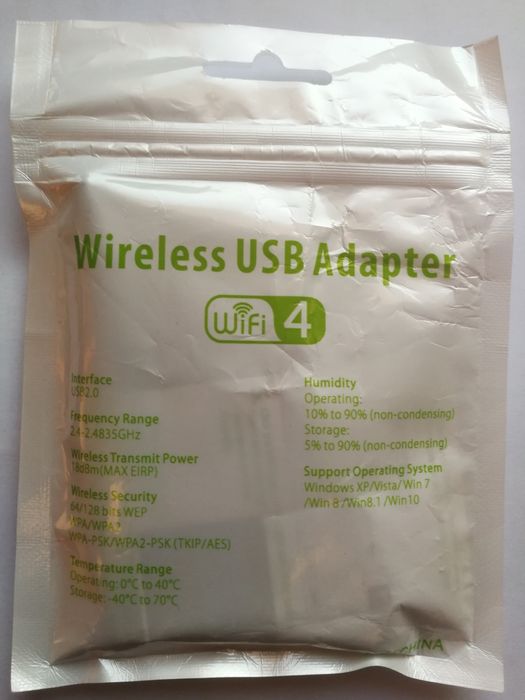 Wireless USB Adapter
WiFi 4
Interface
USB2.0
Frequency Range
2.4-2.4835GHz
Wireless Transmit Power
18dBm(MAX EIRP)
Wireless Security
64/128 bits WEP
WPA/WPA2
WPA-PSK/WPA2-PSK (TKIP/AES)
Temperature Range
Operating: 0°C to 40°C
Storage: -40°C to 70°C
Humidity
Operating:
10% to 90% (non-condensing)
Storage:
5% to 90% (non-condensing)
Support Operating System
Windows XP/Vista/ Win 7
/Win 8 /Win8.1 /Win10
CHINA